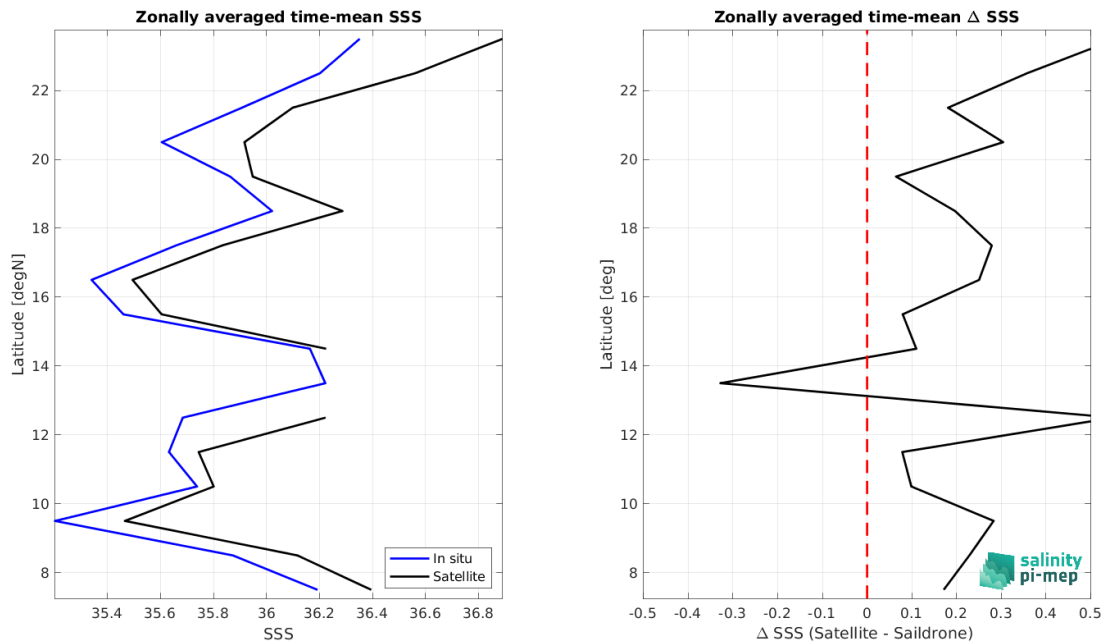 Zonally averaged time-mean SSS
22
20
18
16
14
12
10
8
Latitude [degN]
35.4 35.6 35.8 36 36.2 36.4 36.6 36.8
SSS
In situ
Satellite
Zonally averaged time-mean Δ SSS
22
20
18
16
14
12
10
8
Latitude [deg]
-0.5 -0.4 -0.3 -0.2 -0.1 0 0.1 0.2 0.3 0.4 0.5
Δ SSS (Satellite - Saildrone)
salinity
pi-mep